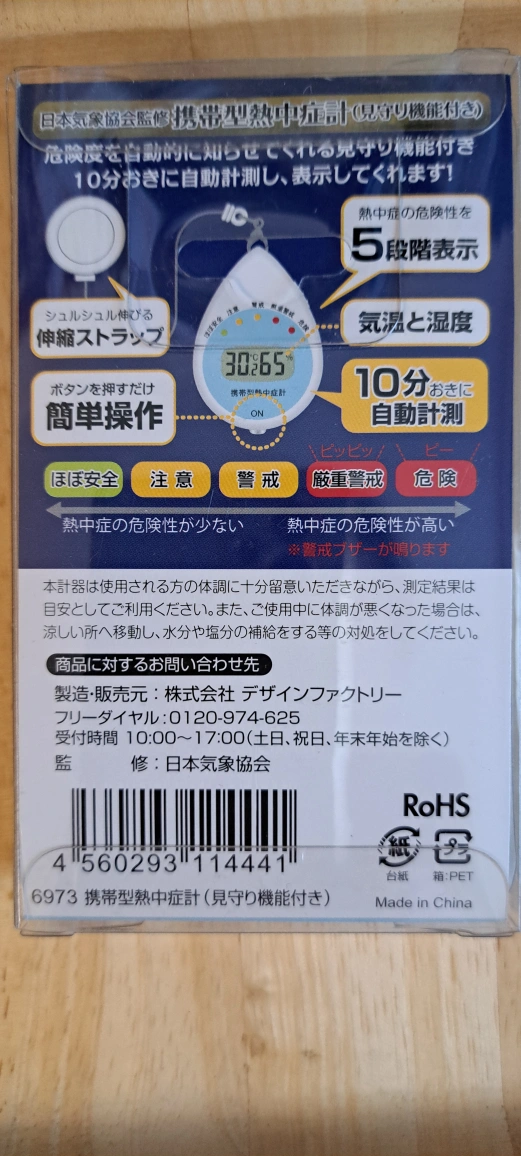 日本気象協会監修 携帯型熱中症計(見守り機能付き)
危険度を自動的に知らせてくれる見守り機能付き
10分おきに自動計測し、表示してくれます!
熱中症の危険性を
5段階表示
シュルシュル伸びる
伸縮ストラップ
ほぼ安全 注意 警戒 厳重警戒 危険
30℃ 65%
携帯型熱中症計
ON
気温と湿度
ボタンを押すだけ
簡単操作
10分おきに
自動計測
ピッピッ ピー
ほぼ安全 注意 警戒 厳重警戒 危険
熱中症の危険性が少ない 熱中症の危険性が高い
※警戒ブザーが鳴ります
本計器は使用される方の体調に十分留意いただきながら、測定結果は
目安としてご利用ください。また、ご使用中に体調が悪くなった場合は、
涼しい所へ移動し、水分や塩分の補給をする等の対処をしてください。
商品に対するお問い合わせ先
製造・販売元：株式会社 デザインファクトリー
フリーダイヤル：0120-974-625
受付時間 10:00〜17:00(土日、祝日、年末年始を除く)
監修：日本気象協会
RoHS
紙 プラ
台紙 箱:PET
4 560293 114441
6973 携帯型熱中症計(見守り機能付き)
Made in China